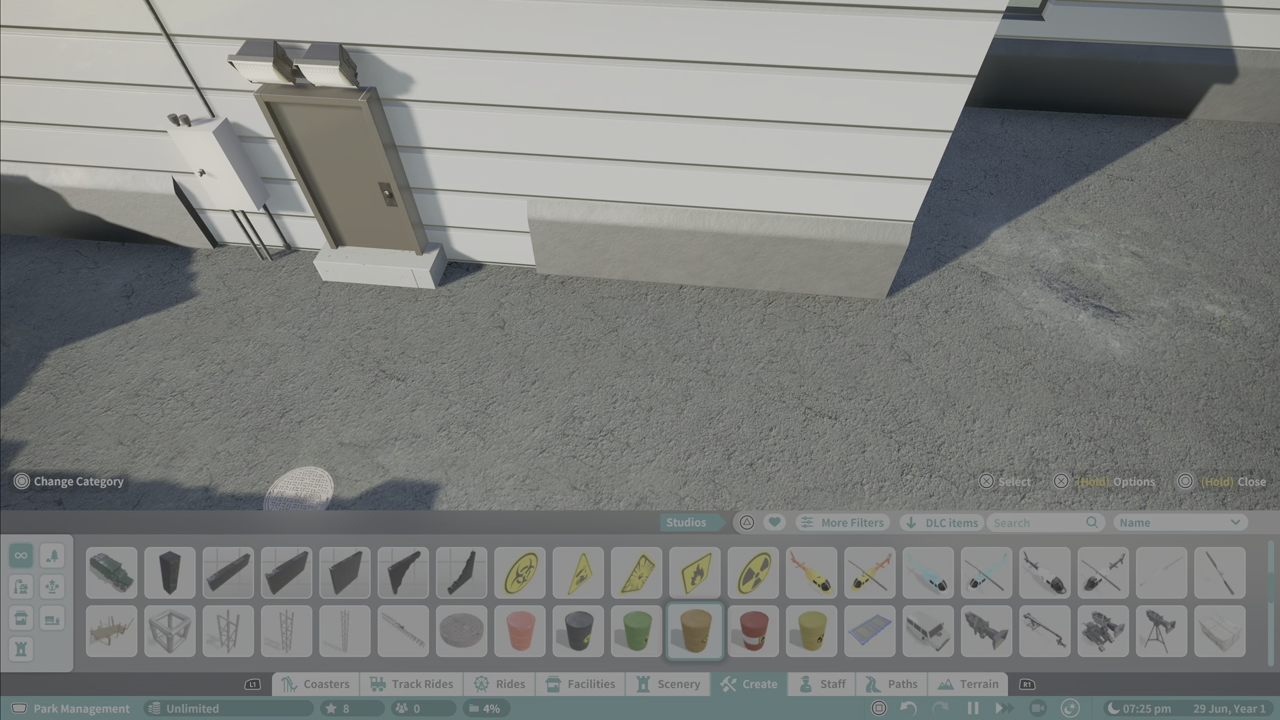 Change Category
Select
(Hold) Options
(Hold) Close
Studios
More Filters
DLC items
Search
Name
L1
Coasters
Track Rides
Rides
Facilities
Scenery
Create
Staff
Paths
Terrain
R1
Park Management
Unlimited
8
0
4%
07:25 pm
29 Jun, Year 1